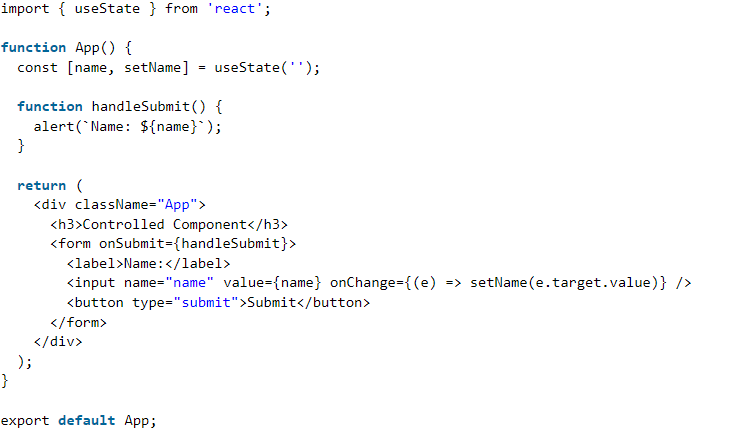 import { useState } from 'react';

function App() {
  const [name, setName] = useState('');

  function handleSubmit() {
    alert(`Name: ${name}`);
  }

  return (
    <div className="App">
      <h3>Controlled Component</h3>
      <form onSubmit={handleSubmit}>
        <label>Name:</label>
        <input name="name" value={name} onChange={(e) => setName(e.target.value)} />
        <button type="submit">Submit</button>
      </form>
    </div>
  );
}

export default App;